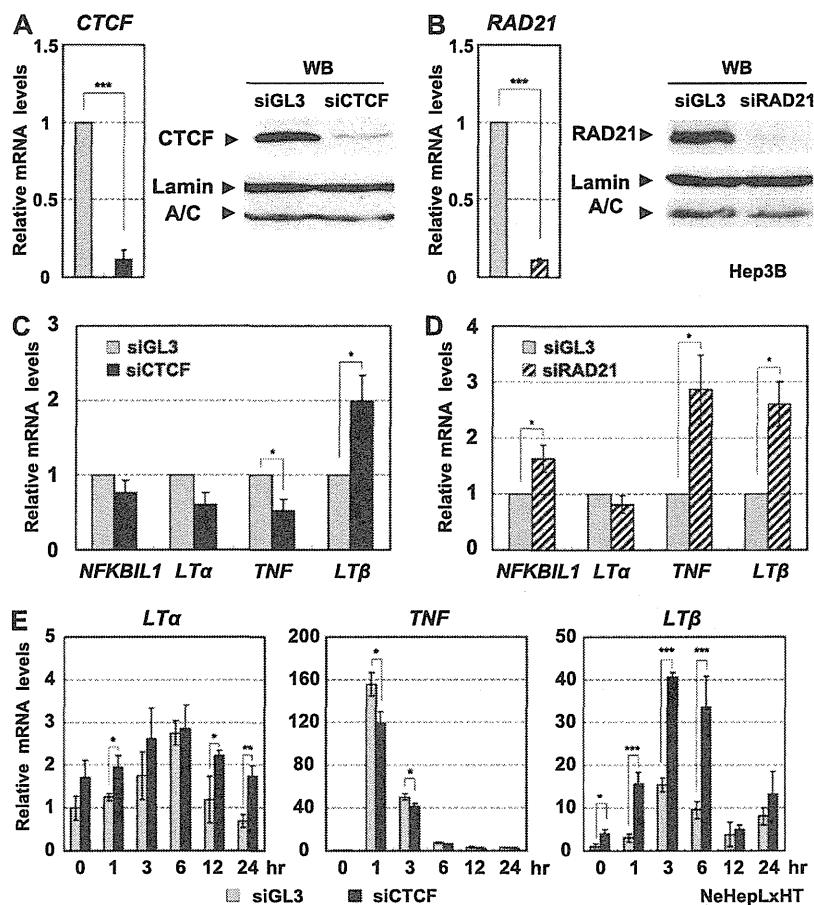 A CTCF
Relative mRNA levels
1.5
1
0.5
0
***
WB
siGL3 siCTCF
CTCF
Lamin
A/C
B RAD21
Relative mRNA levels
1.5
1
0.5
0
***
WB
siGL3 siRAD21
RAD21
Lamin
A/C
Hep3B
C
Relative mRNA levels
3
2
1
0
siGL3
siCTCF
*
*
NFKBIL1 LTα TNF LTβ
D
Relative mRNA levels
4
3
2
1
0
siGL3
siRAD21
*
*
*
NFKBIL1 LTα TNF LTβ
E
Relative mRNA levels
LTα
5
4
3
2
1
0
*
*
**
0 1 3 6 12 24 hr
TNF
200
160
120
80
40
0
*
*
0 1 3 6 12 24 hr
LTβ
50
40
30
20
10
0
*
***
***
***
0 1 3 6 12 24 hr
siGL3 siCTCF
NeHepLxHT